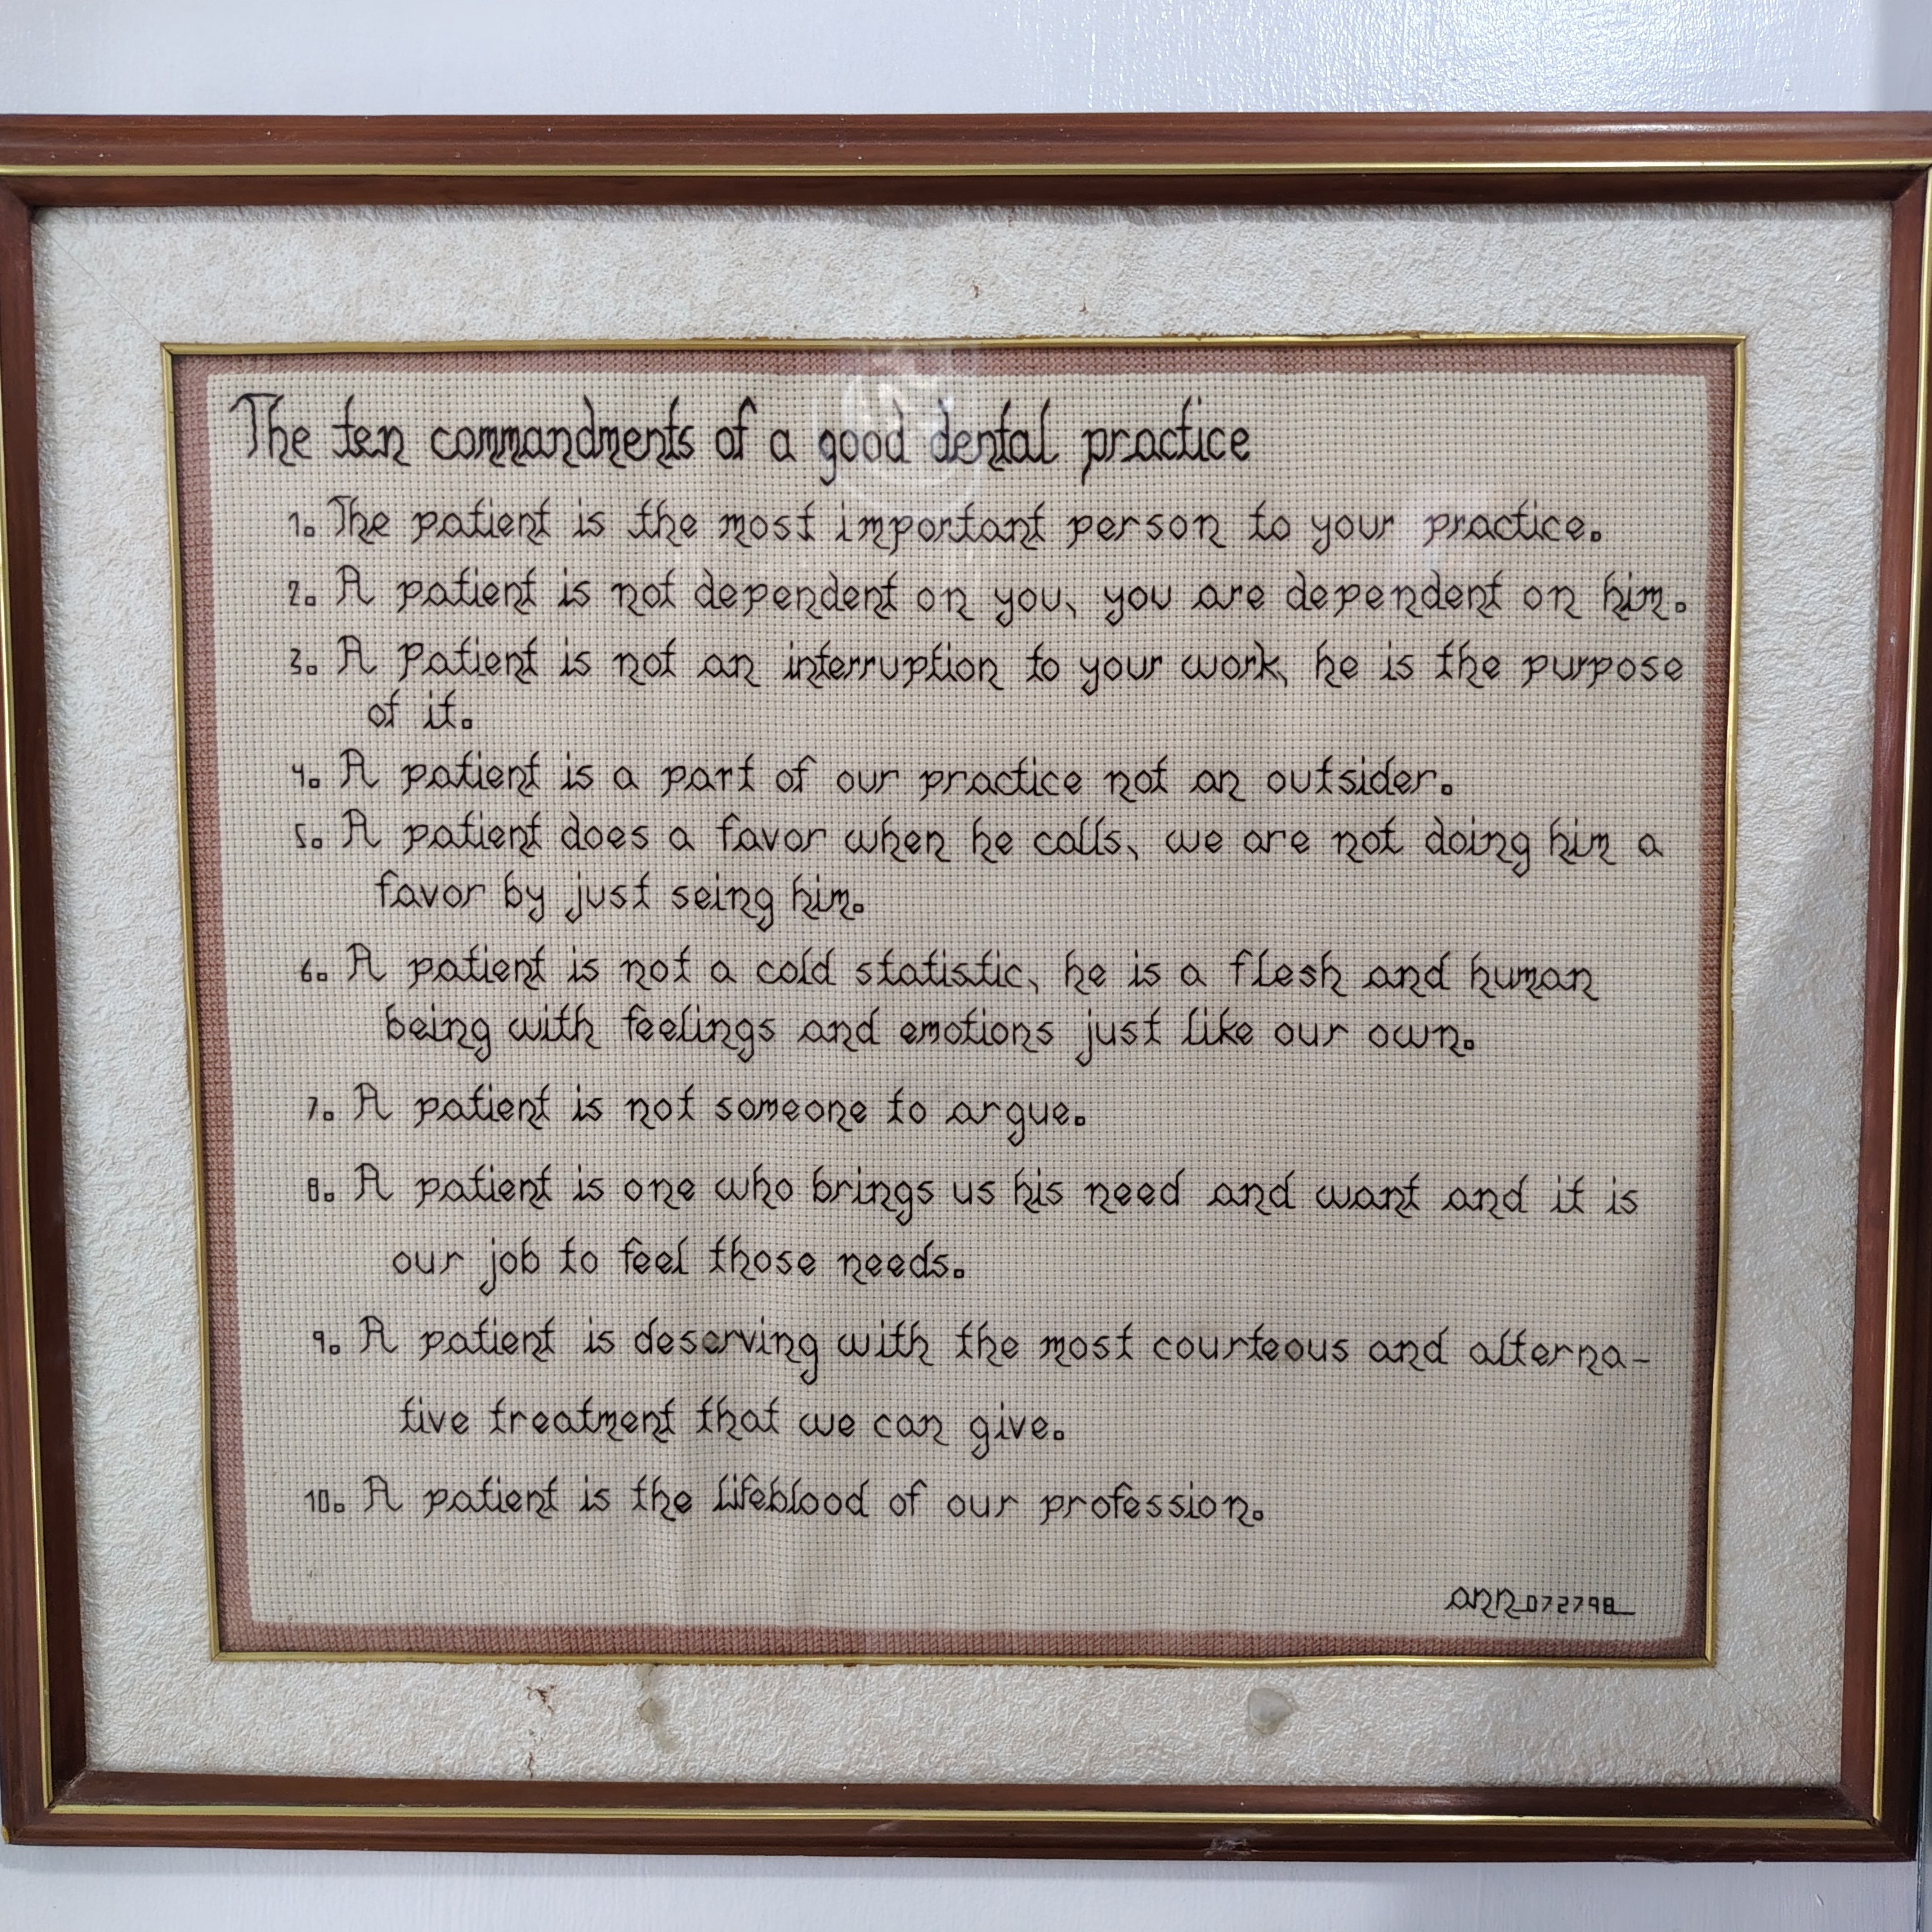 The ten commandments of a good dental practice
1. The patient is the most important person to your practice.
2. A patient is not dependent on you, you are dependent on him.
3. A Patient is not an interruption to your work, he is the purpose
of it.
4. A patient is a part of our practice not an outsider.
5. A patient does a favor when he calls, we are not doing him a
favor by just seing him.
6. A patient is not a cold statistic, he is a flesh and human
being with feelings and emotions just like our own.
7. A patient is not someone to argue.
8. A patient is one who brings us his need and want and it is
our job to feel those needs.
9. A patient is deserving with the most courteous and alterna-
tive treatment that we can give.
10. A patient is the lifeblood of our profession.
ann_072798_